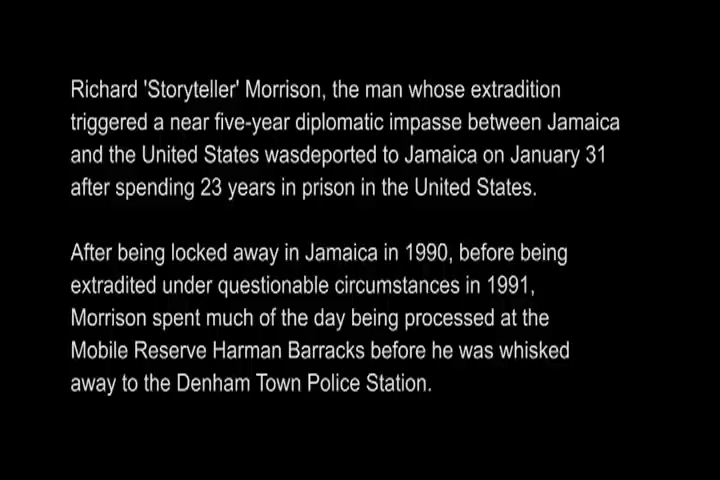 Richard 'Storyteller' Morrison, the man whose extradition
triggered a near five-year diplomatic impasse between Jamaica
and the United States wasdeported to Jamaica on January 31
after spending 23 years in prison in the United States.
After being locked away in Jamaica in 1990, before being
extradited under questionable circumstances in 1991,
Morrison spent much of the day being processed at the
Mobile Reserve Harman Barracks before he was whisked
away to the Denham Town Police Station.